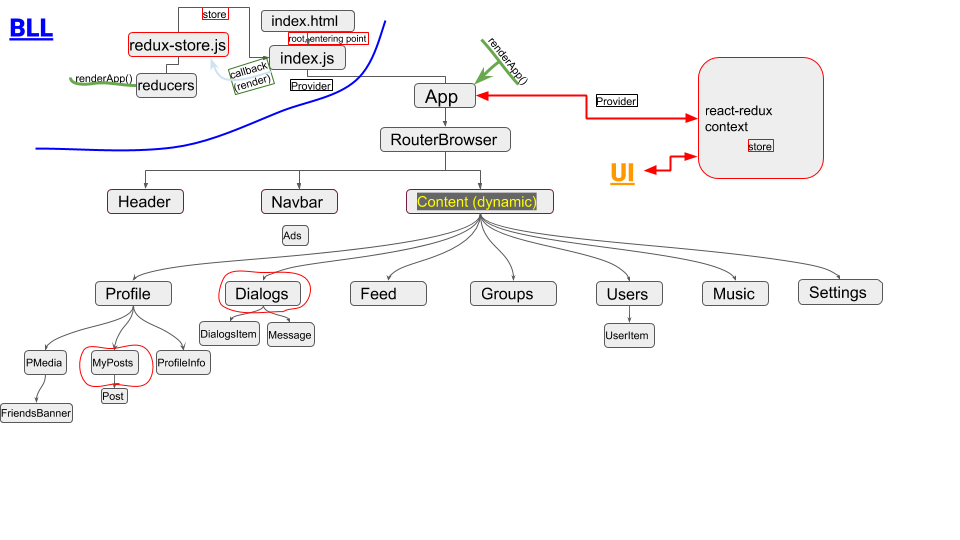 BLL
store
index.html
redux-store.js
root, entering point
index.js
callback
(render)
renderApp()
reducers
Provider
renderApp()
App
Provider
react-redux
context
store
RouterBrowser
UI
Header
Navbar
Content (dynamic)
Ads
Profile
Dialogs
Feed
Groups
Users
Music
Settings
DialogsItem
Message
UserItem
PMedia
MyPosts
ProfileInfo
Post
FriendsBanner